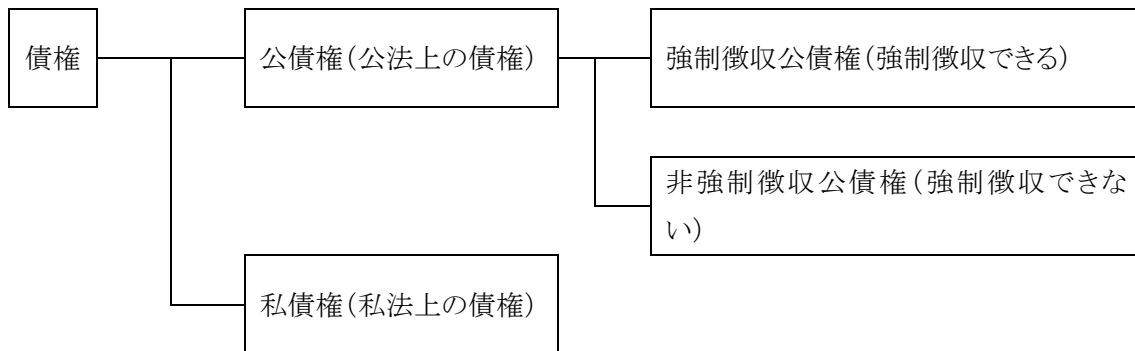 債権
公債権(公法上の債権)
強制徴収公債権(強制徴収できる)
非強制徴収公債権(強制徴収できな
い)
私債権(私法上の債権)